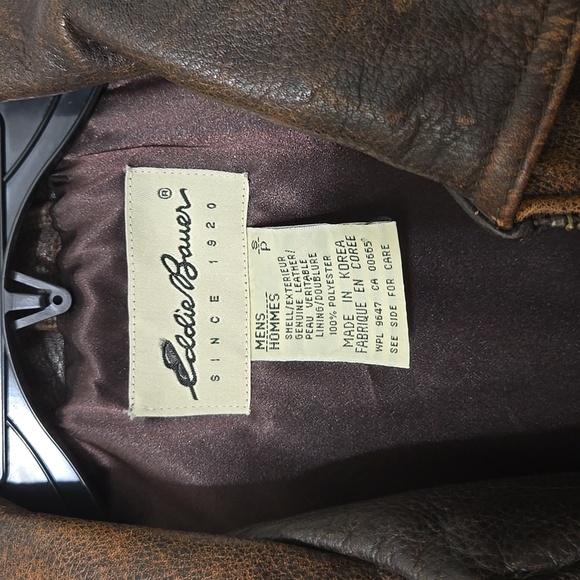 Eddie Bauer ®
SINCE 1920
S/P
MENS
HOMMES
SHELL/EXTERIEUR
GENUINE LEATHER/
PEAU VERITABLE
LINING/DOUBLURE
100% POLYESTER
MADE IN KOREA
FABRIQUE EN COREE
WPL 9647 CA 00665
SEE SIDE FOR CARE